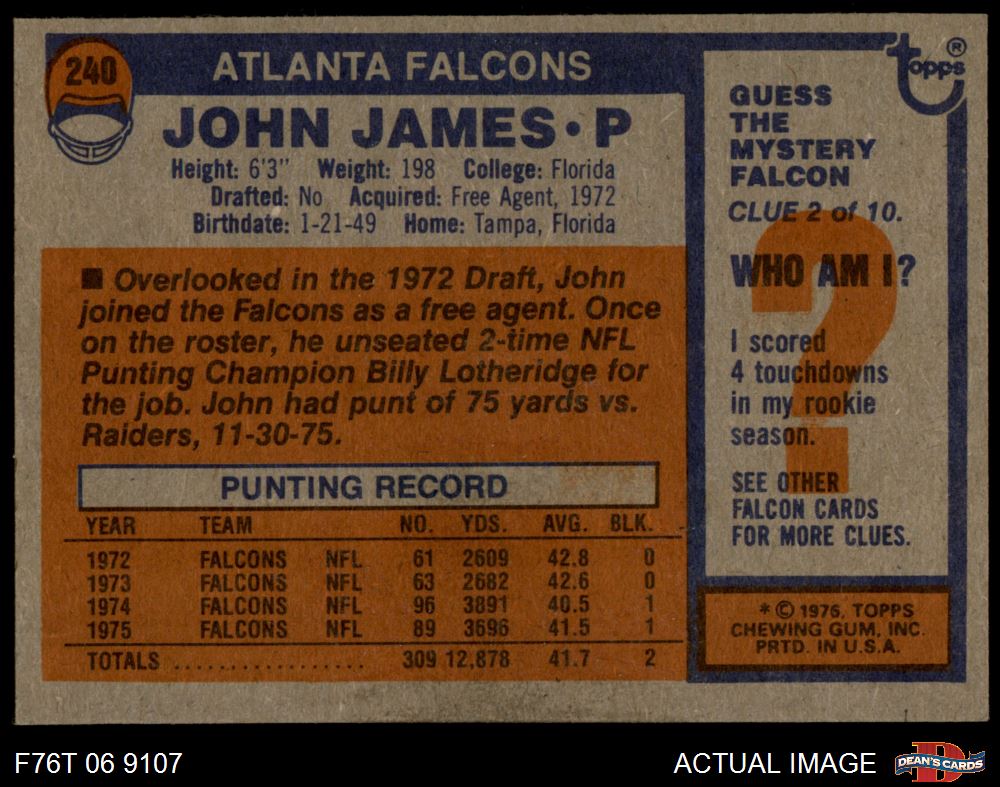 240
ATLANTA FALCONS
JOHN JAMES • P
Height: 6'3" Weight: 198 College: Florida
Drafted: No Acquired: Free Agent, 1972
Birthdate: 1-21-49 Home: Tampa, Florida
■ Overlooked in the 1972 Draft, John
joined the Falcons as a free agent. Once
on the roster, he unseated 2-time NFL
Punting Champion Billy Lotheridge for
the job. John had punt of 75 yards vs.
Raiders, 11-30-75.
PUNTING RECORD
YEAR TEAM NO. YDS. AVG. BLK.
1972 FALCONS NFL 61 2609 42.8 0
1973 FALCONS NFL 63 2682 42.6 0
1974 FALCONS NFL 96 3891 40.5 1
1975 FALCONS NFL 89 3696 41.5 1
TOTALS .................. 309 12,878 41.7 2
topps ®
GUESS
THE
MYSTERY
FALCON
CLUE 2 of 10.
WHO AM I?
I scored
4 touchdowns
in my rookie
season.
SEE OTHER
FALCON CARDS
FOR MORE CLUES.
* © 1976, TOPPS
CHEWING GUM, INC.
PRTD. IN U.S.A.
F76T 06 9107
ACTUAL IMAGE
D
DEAN'S CARDS